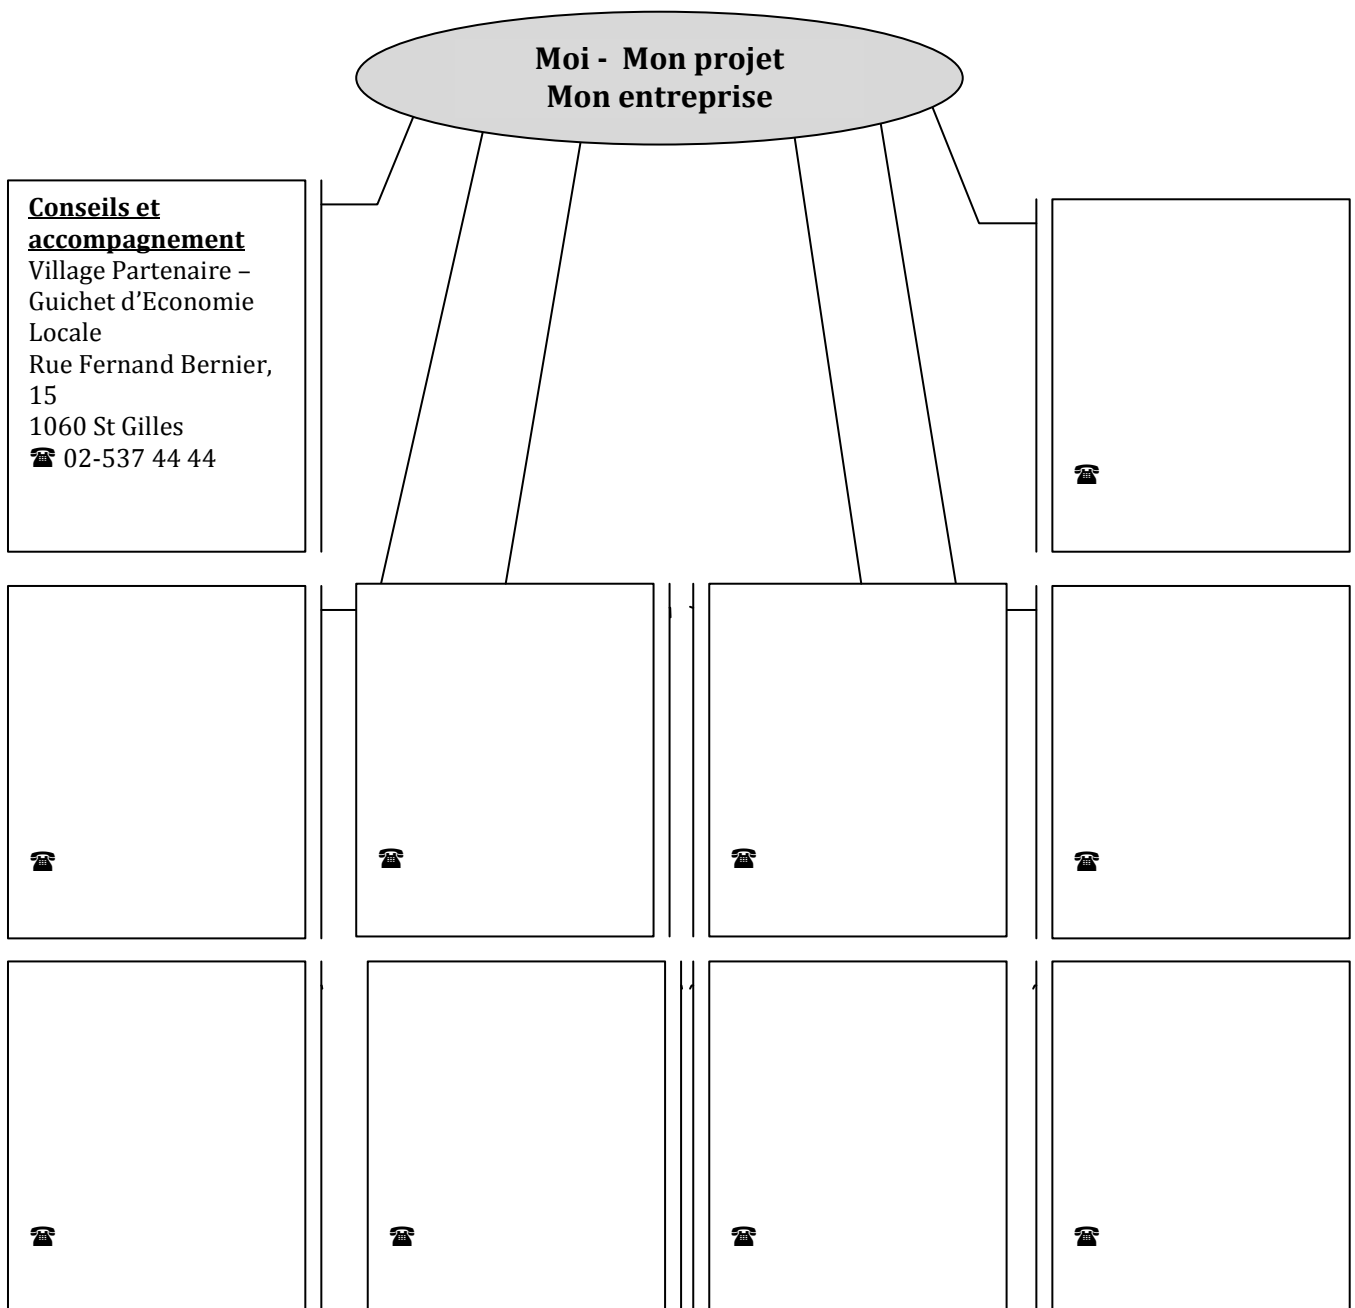 Moi - Mon projet
Mon entreprise
Conseils et
accompagnement
Village Partenaire –
Guichet d’Economie
Locale
Rue Fernand Bernier,
15
1060 St Gilles
☎ 02-537 44 44
☎
☎
☎
☎
☎
☎
☎
☎
☎